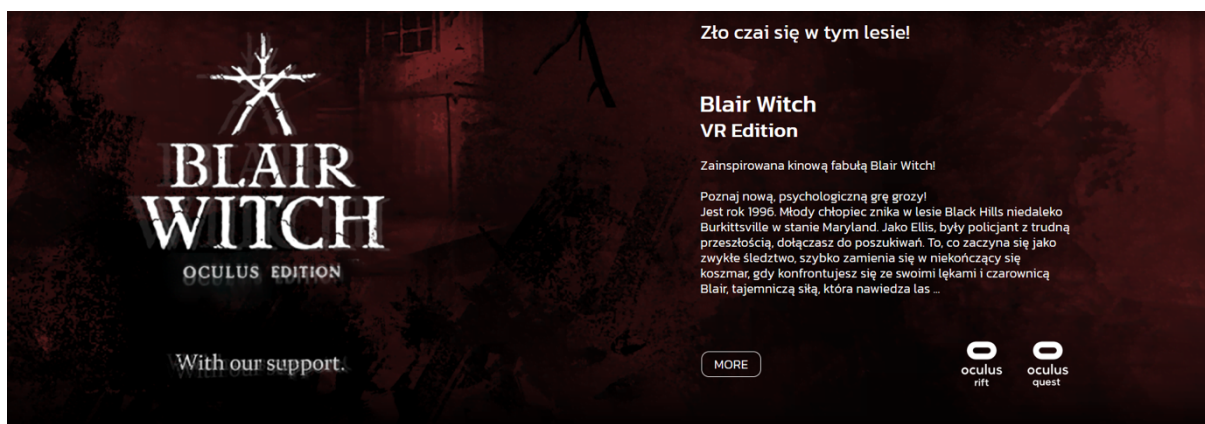 BLAIR
WITCH
OCULUS EDITION
With our support.
Zło czai się w tym lesie!
Blair Witch
VR Edition
Zainspirowana kinową fabułą Blair Witch!
Poznaj nową, psychologiczną grę grozy!
Jest rok 1996. Młody chłopiec znika w lesie Black Hills niedaleko
Burkittsville w stanie Maryland. Jako Ellis, były policjant z trudną
przeszłością, dołączasz do poszukiwań. To, co zaczyna się jako
zwykłe śledztwo, szybko zamienia się w niekończący się
koszmar, gdy konfrontujesz się ze swoimi lękami i czarownicą
Blair, tajemniczą siłą, która nawiedza las ...
MORE
oculus
rift
oculus
quest